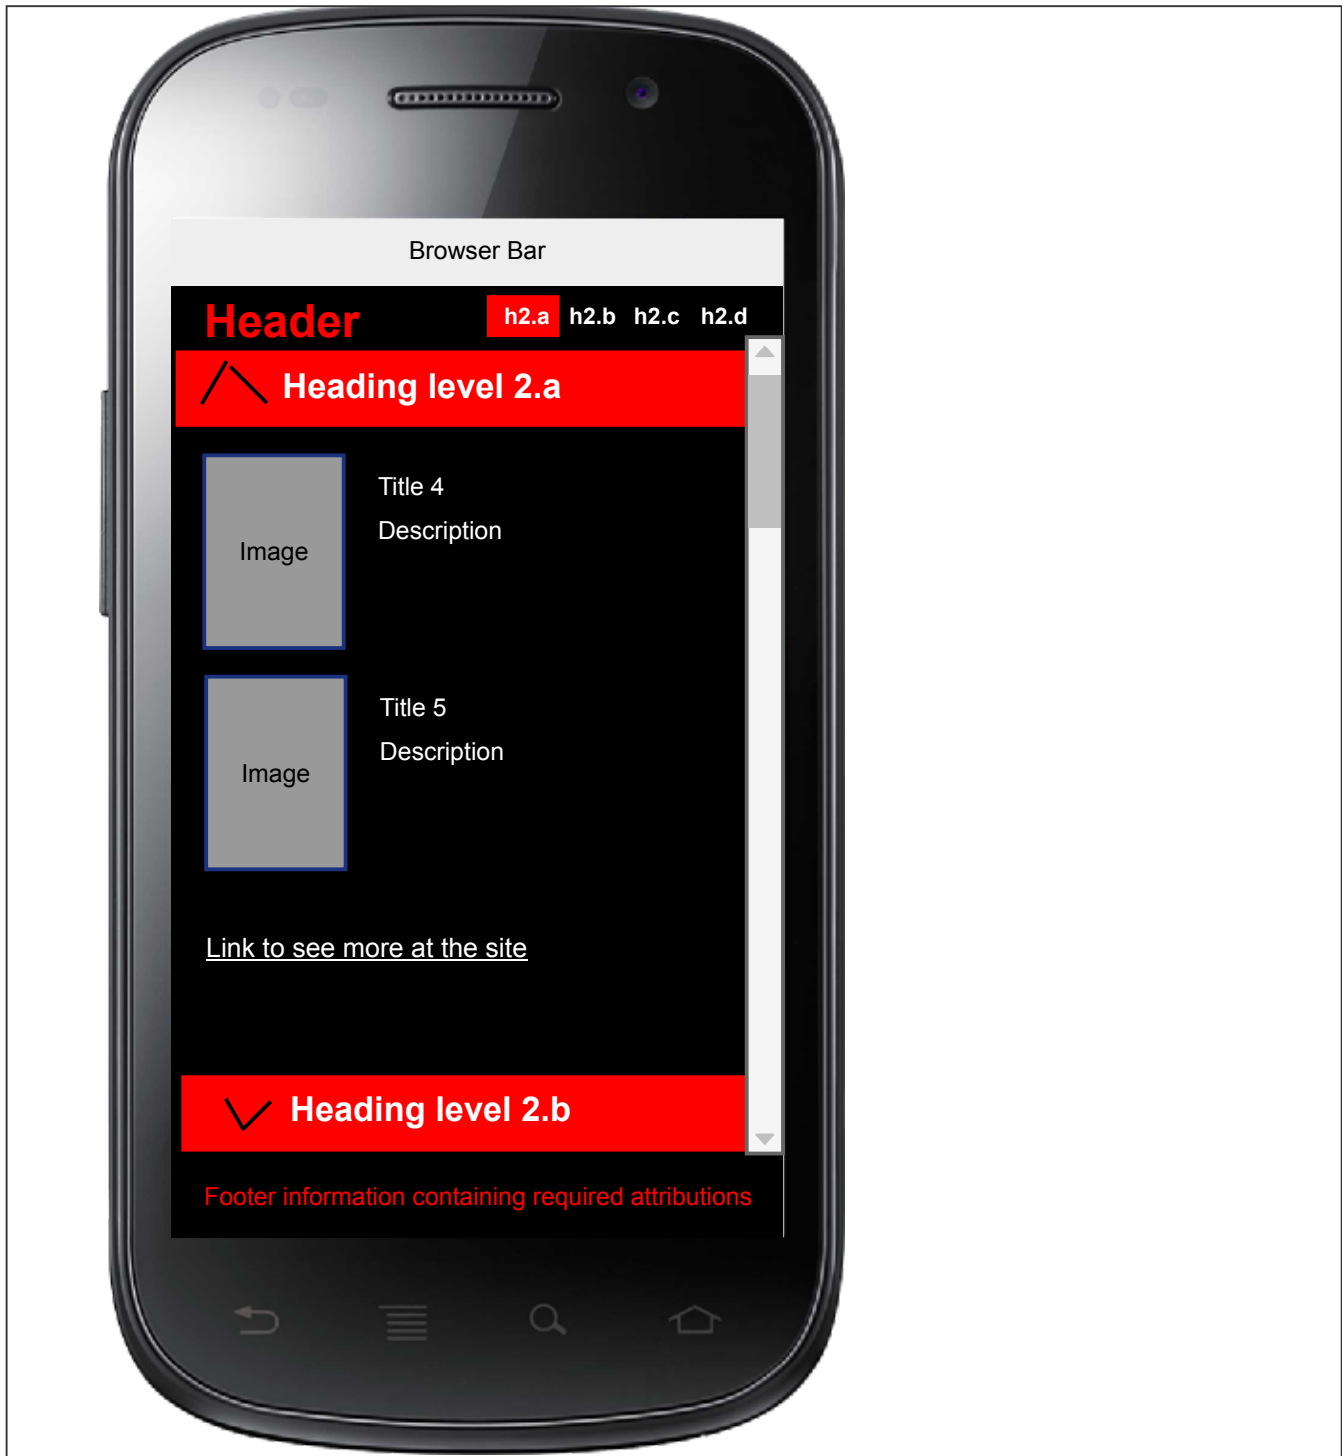 Browser Bar
Header h2.a h2.b h2.c h2.d
Heading level 2.a
Title 4
Description
Image
Title 5
Description
Image
Link to see more at the site
Heading level 2.b
Footer information containing required attributions